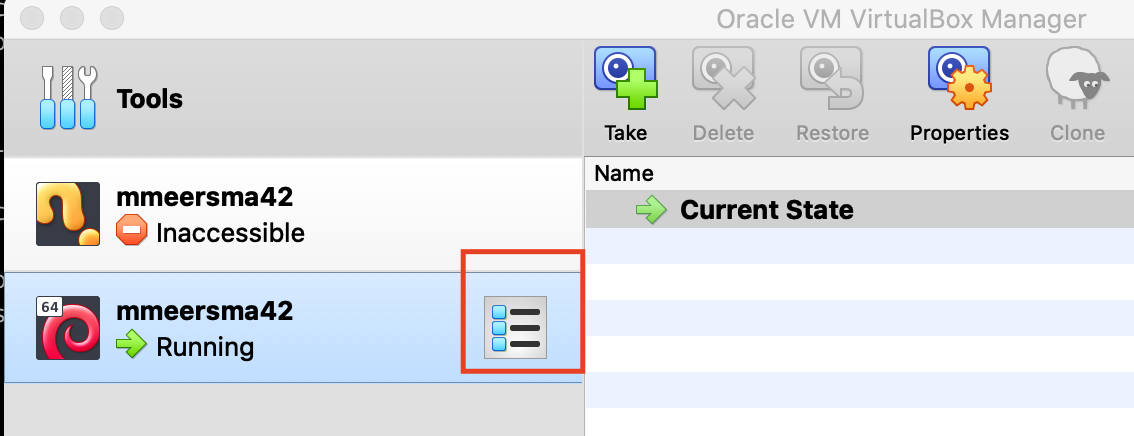 Oracle VM VirtualBox Manager
Tools
Take
Delete
Restore
Properties
Clone
Name
Current State
mmeersma42
Inaccessible
64
mmeersma42
Running